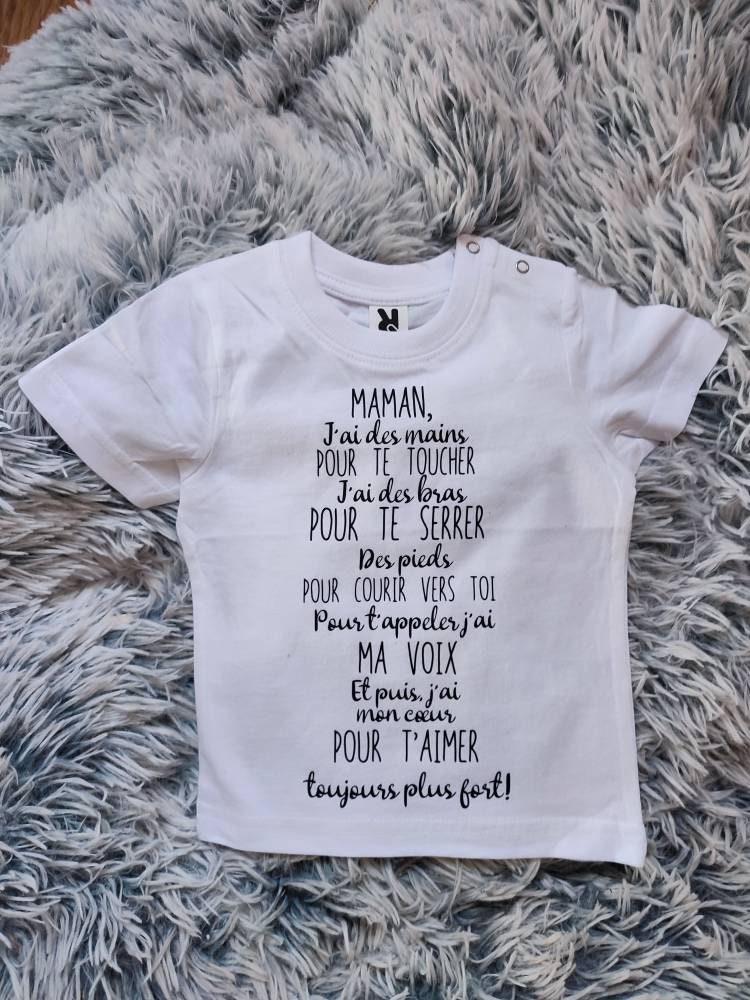 MAMAN,
J'ai des mains
POUR TE TOUCHER
J'ai des bras
POUR TE SERRER
Des pieds
POUR COURIR VERS TOI
Pour t'appeler j'ai
MA VOIX
Et puis, j'ai
mon cœur
POUR T'AIMER
toujours plus fort!